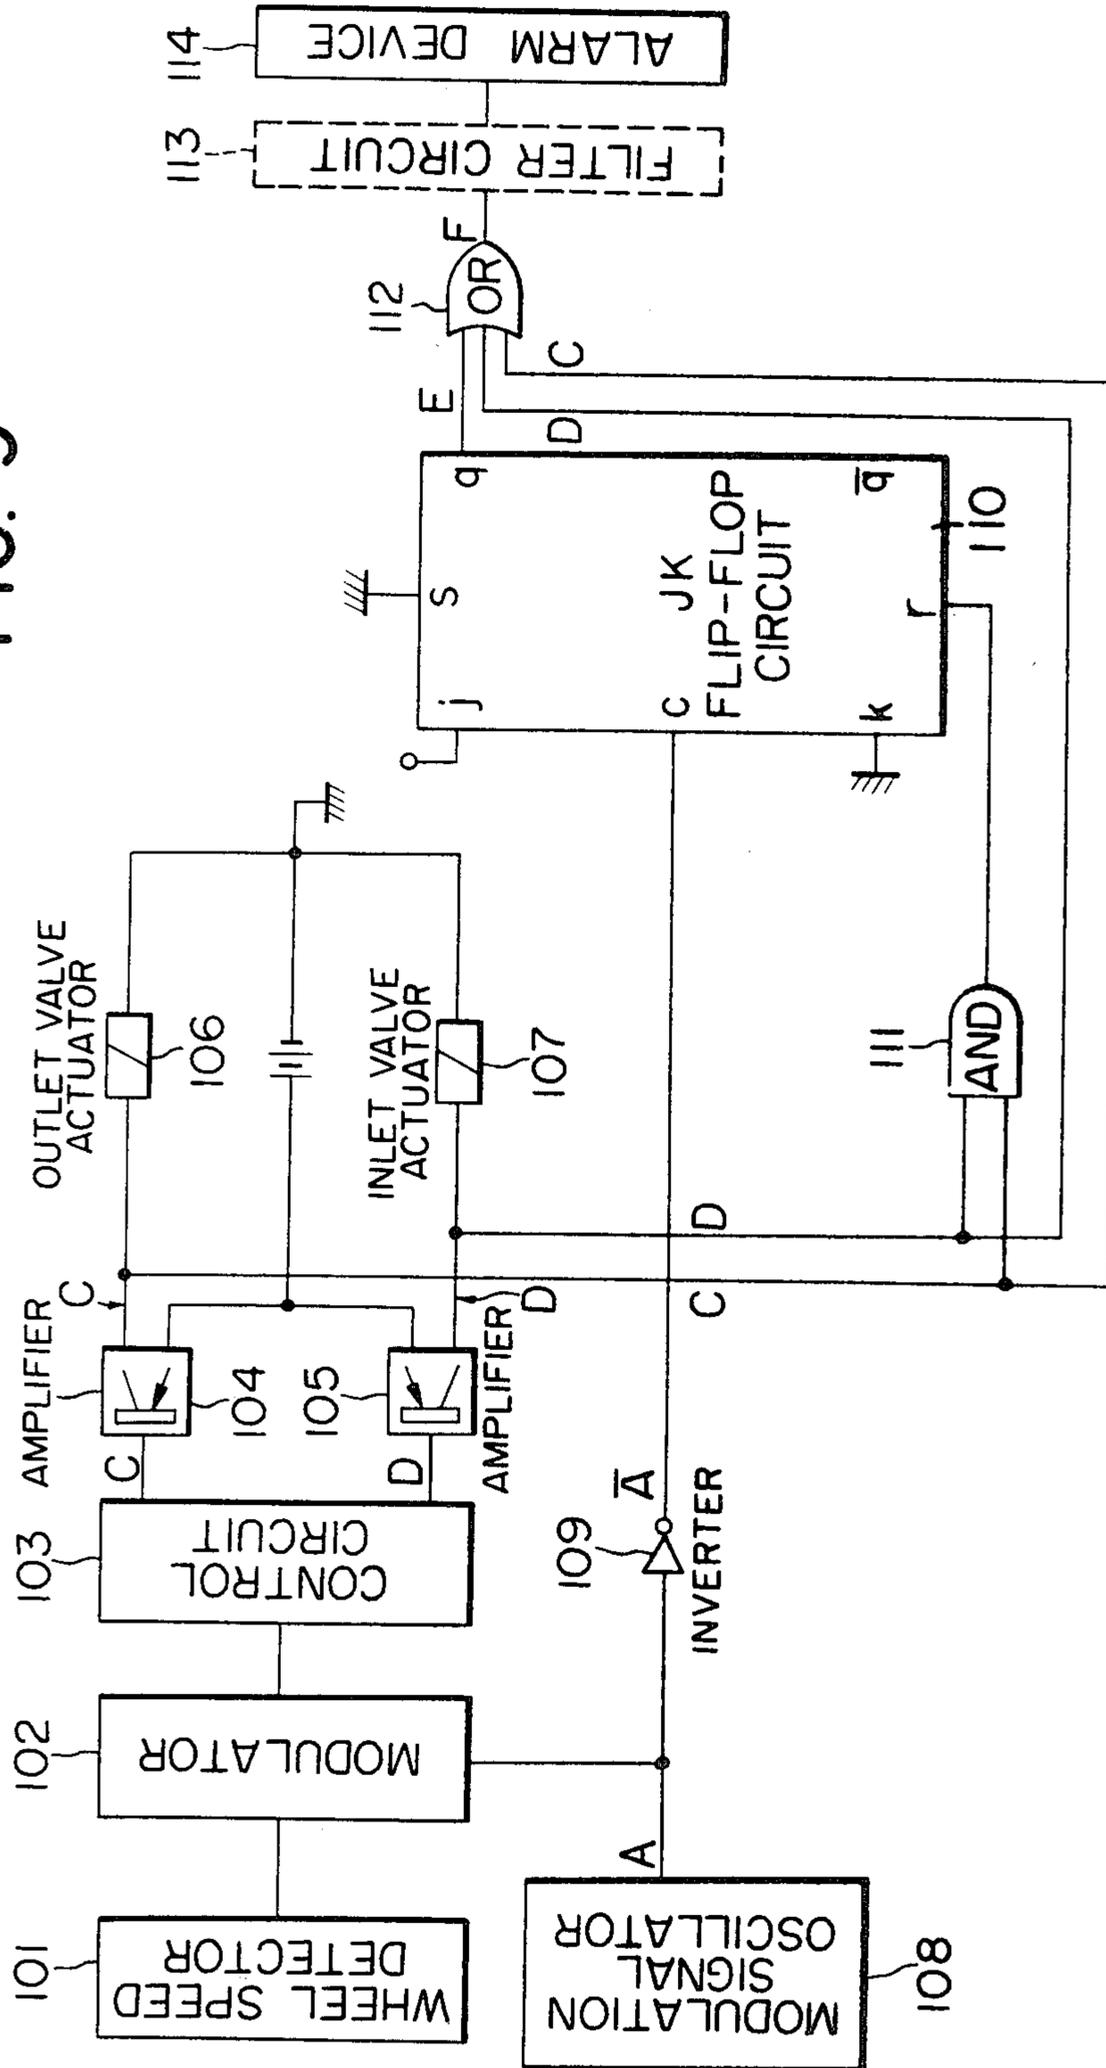 FIG. 9
101
WHEEL SPEED
DETECTOR
102
MODULATOR
103
CONTROL
CIRCUIT
AMPLIFIER
C
C
104
OUTLET VALVE
ACTUATOR
106
D
105
AMPLIFIER
D
INLET VALVE
ACTUATOR
107
MODULATION
SIGNAL
OSCILLATOR
108
A
109
INVERTER
A̅
C
D
111
AND
j
s
q
c
JK
FLIP-FLOP
CIRCUIT
k
r
q̅
110
E
D
C
112
OR
F
113
FILTER CIRCUIT
114
ALARM DEVICE